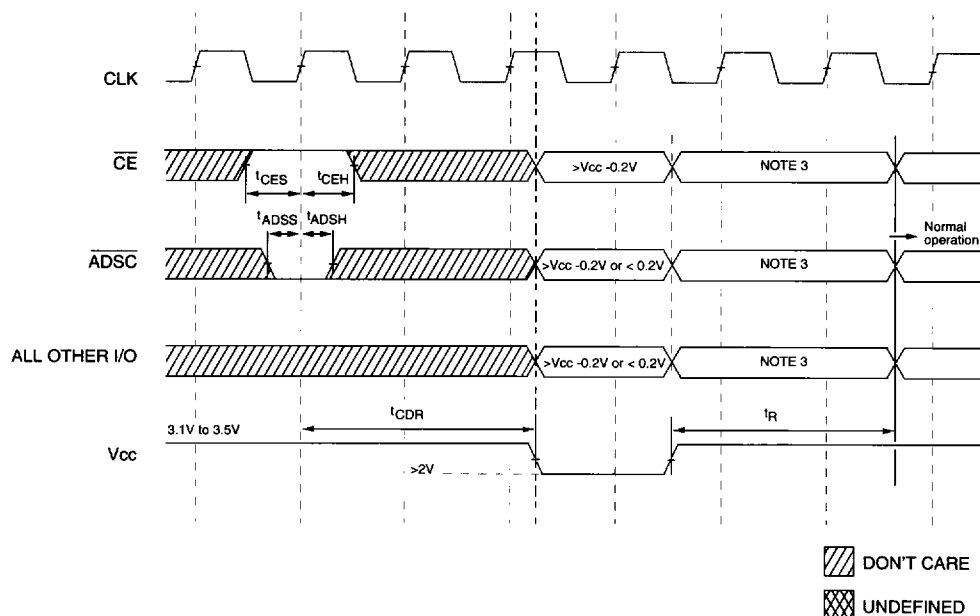 CLK
CE
>Vcc -0.2V
NOTE 3
tCES
tCEH
tADSS
tADSH
Normal
operation
ADSC
>Vcc -0.2V or < 0.2V
NOTE 3
ALL OTHER I/O
>Vcc -0.2V or < 0.2V
NOTE 3
tCDR
tR
3.1V to 3.5V
Vcc
>2V
DON'T CARE
UNDEFINED